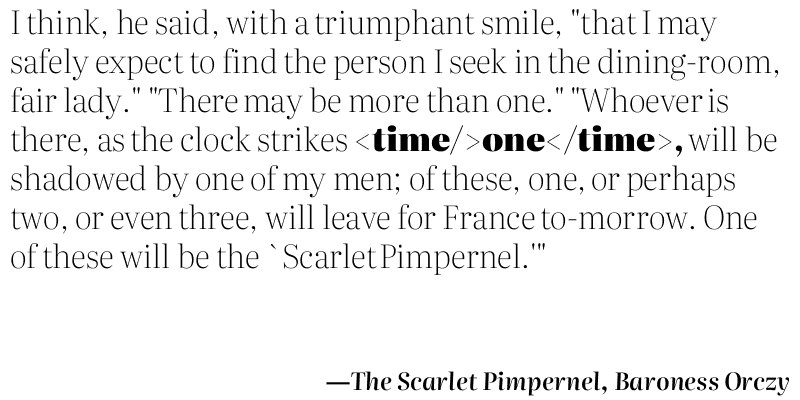 I think, he said, with a triumphant smile, "that I may
safely expect to find the person I seek in the dining-room,
fair lady." "There may be more than one." "Whoever is
there, as the clock strikes <time/>one</time>, will be
shadowed by one of my men; of these, one, or perhaps
two, or even three, will leave for France to-morrow. One
of these will be the `Scarlet Pimpernel.'"
—The Scarlet Pimpernel, Baroness Orczy